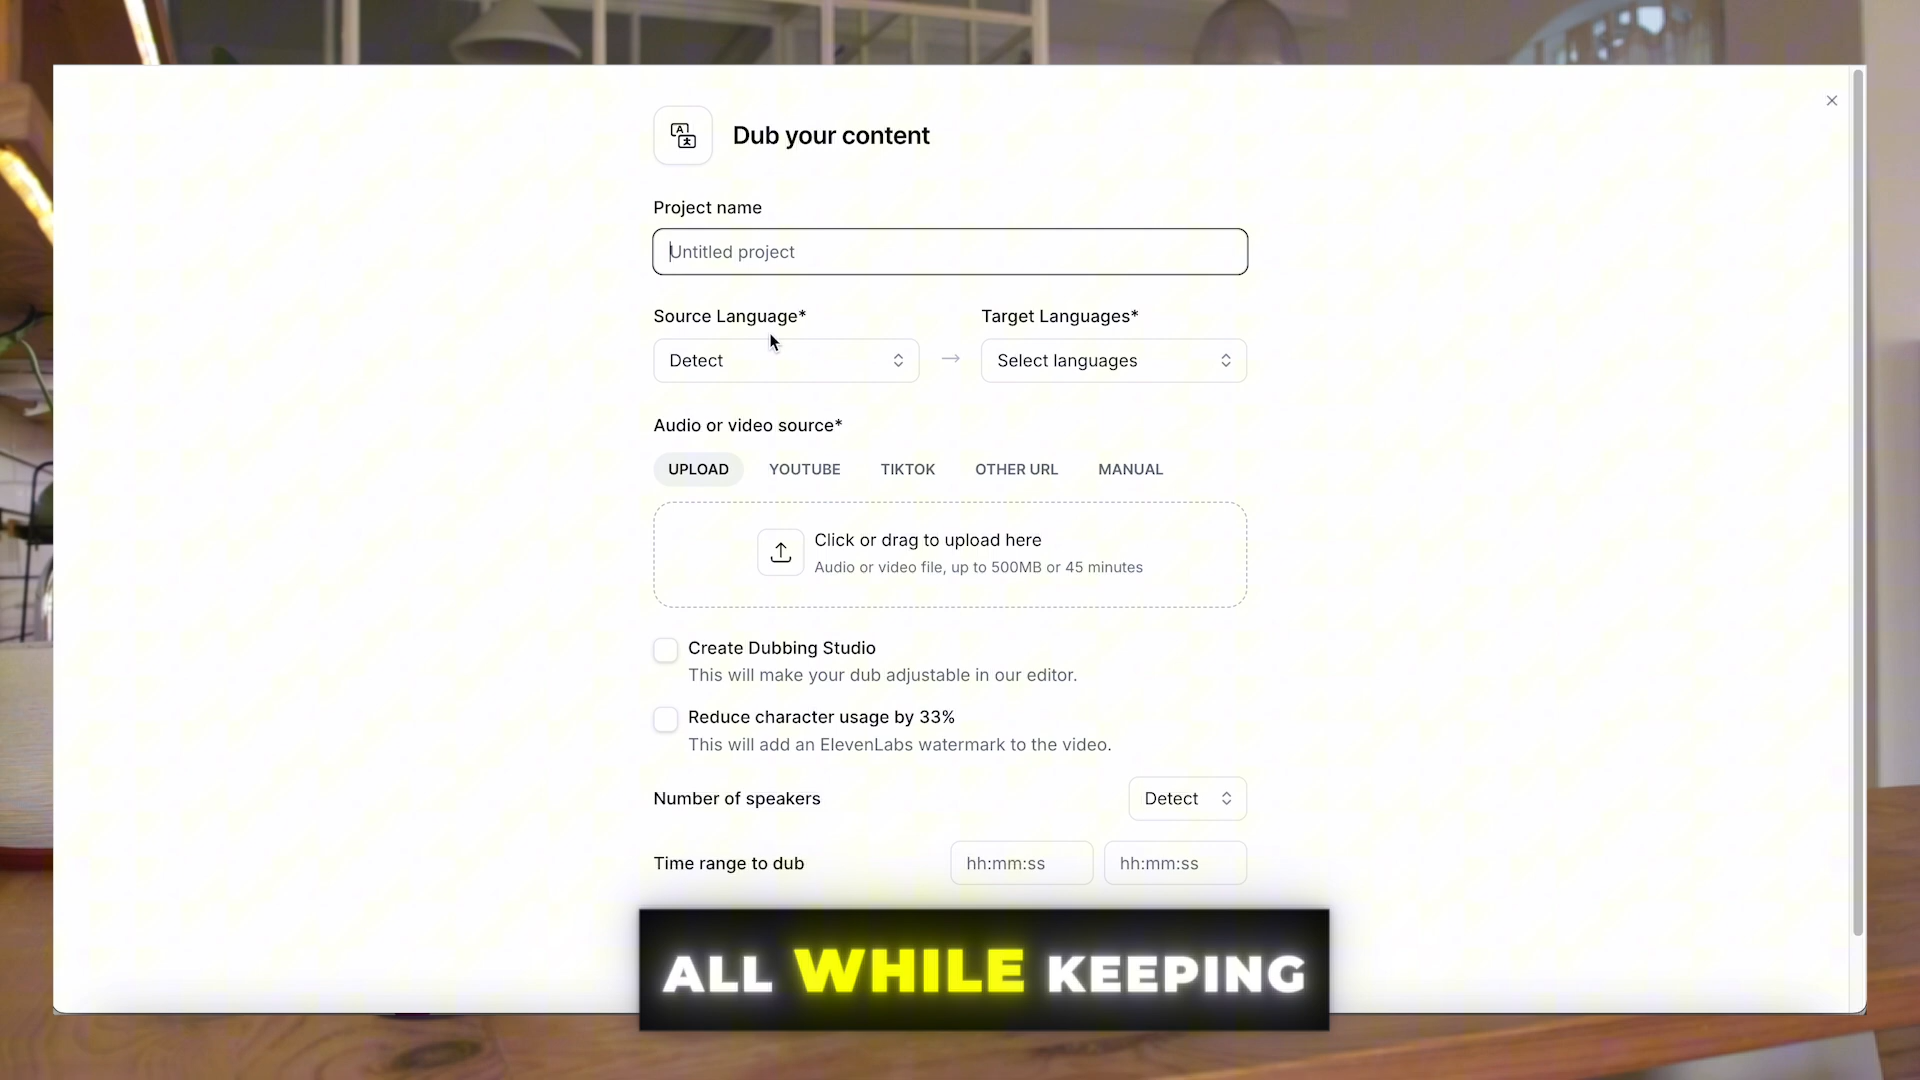 Dub your content
Project name
Untitled project
Source Language*
Target Languages*
Detect
Select languages
Audio or video source*
UPLOAD YOUTUBE TIKTOK OTHER URL MANUAL
Click or drag to upload here
Audio or video file, up to 500MB or 45 minutes
Create Dubbing Studio
This will make your dub adjustable in our editor.
Reduce character usage by 33%
This will add an ElevenLabs watermark to the video.
Number of speakers
Detect
Time range to dub
hh:mm:ss
hh:mm:ss
ALL WHILE KEEPING